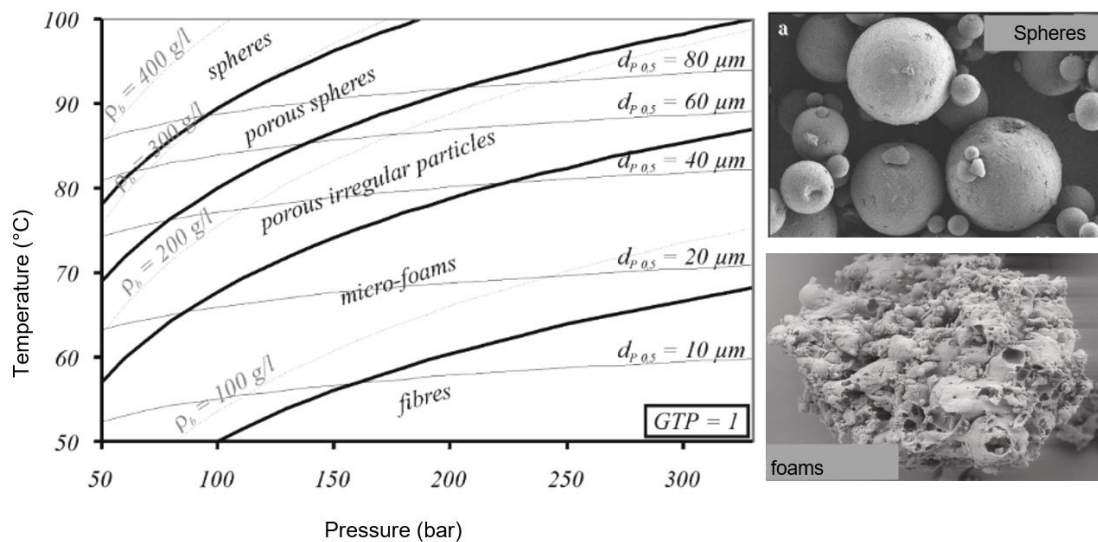 Temperature (°C)
100
90
80
70
60
50
50
100
150
200
250
300
Pressure (bar)
ρb = 400 g/l
ρb = 300 g/l
ρb = 200 g/l
ρb = 100 g/l
spheres
porous spheres
porous irregular particles
micro-foams
fibres
dP 0,5 = 80 µm
dP 0,5 = 60 µm
dP 0,5 = 40 µm
dP 0,5 = 20 µm
dP 0,5 = 10 µm
GTP = 1
a
Spheres
foams